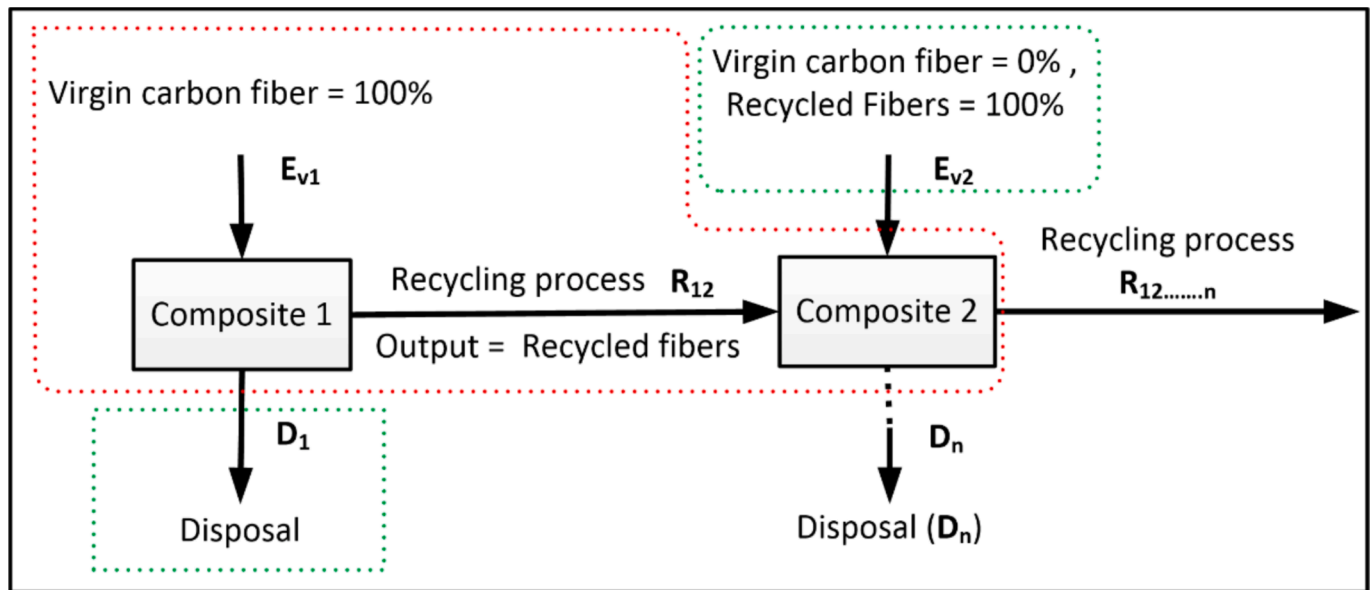 Virgin carbon fiber = 100%
Virgin carbon fiber = 0% ,
Recycled Fibers = 100%
Ev1
Ev2
Composite 1
Recycling process R12
Output = Recycled fibers
Composite 2
Recycling process
R12.......n
D1
Disposal
Dn
Disposal (Dn)